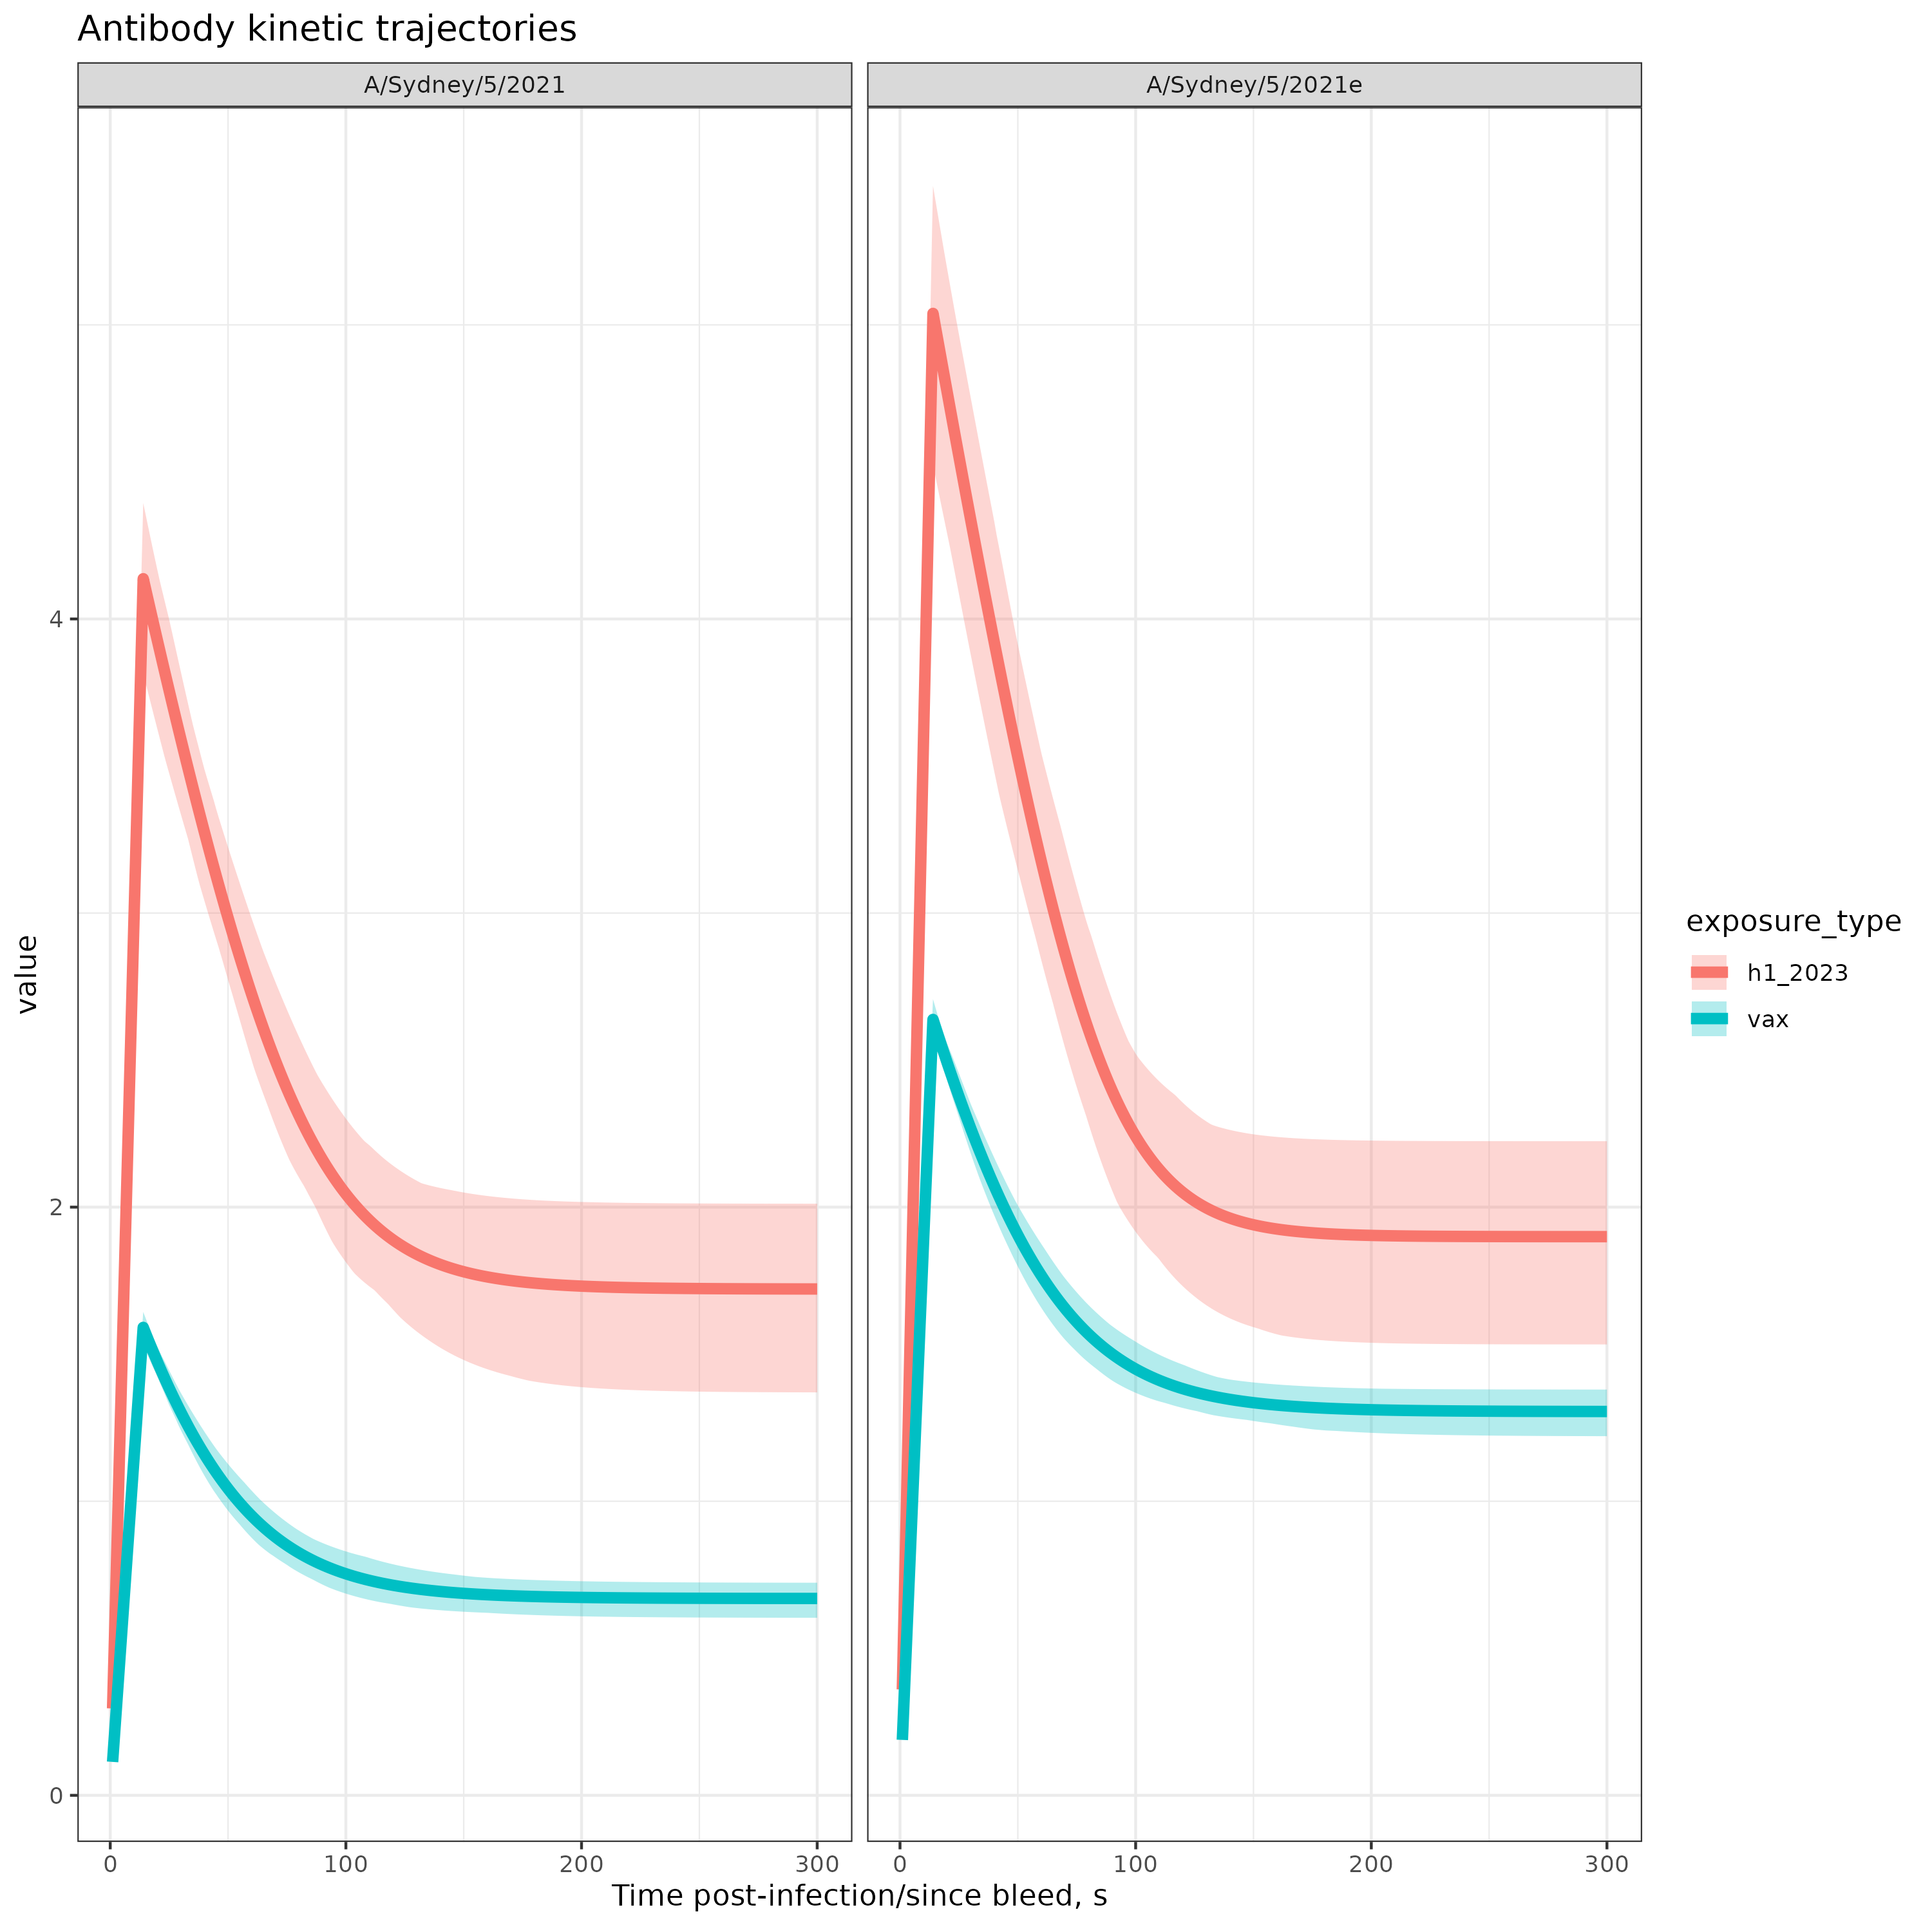 Antibody kinetic trajectories
A/Sydney/5/2021
A/Sydney/5/2021e
4
2
0
value
0
100
200
300
0
100
200
300
Time post-infection/since bleed, s
exposure_type
h1_2023
vax